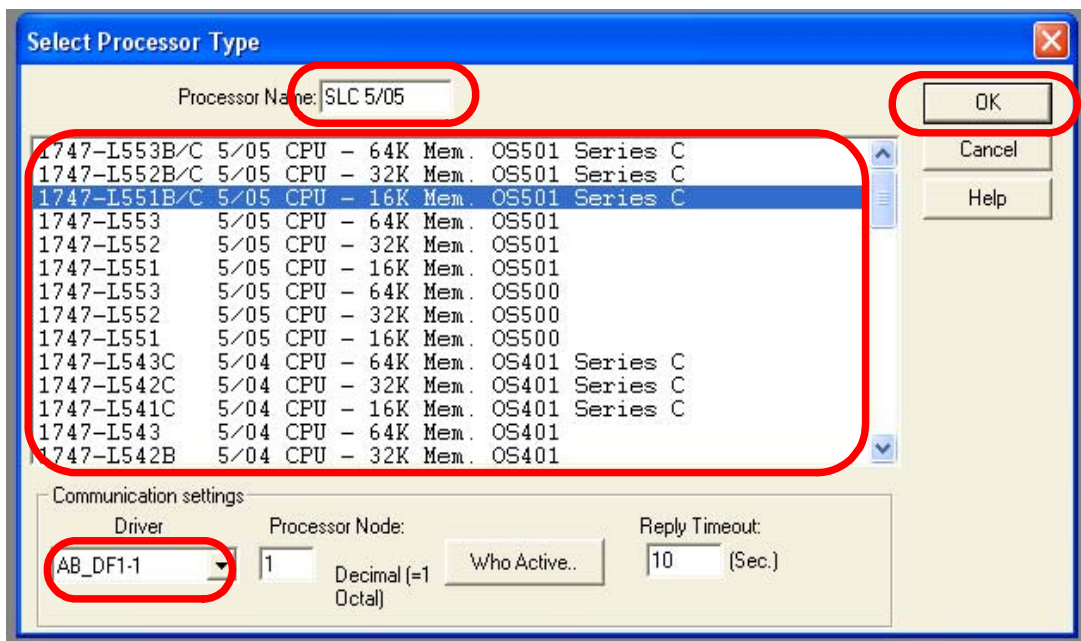 Select Processor Type
Processor Name: SLC 5/05
OK
1747-L553B/C 5/05 CPU - 64K Mem. OS501 Series C
Cancel
1747-L552B/C 5/05 CPU - 32K Mem. OS501 Series C
1747-L551B/C 5/05 CPU - 16K Mem. OS501 Series C
Help
1747-L553 5/05 CPU - 64K Mem. OS501
1747-L552 5/05 CPU - 32K Mem. OS501
1747-L551 5/05 CPU - 16K Mem. OS501
1747-L553 5/05 CPU - 64K Mem. OS500
1747-L552 5/05 CPU - 32K Mem. OS500
1747-L551 5/05 CPU - 16K Mem. OS500
1747-L543C 5/04 CPU - 64K Mem. OS401 Series C
1747-L542C 5/04 CPU - 32K Mem. OS401 Series C
1747-L541C 5/04 CPU - 16K Mem. OS401 Series C
1747-L543 5/04 CPU - 64K Mem. OS401
1747-L542B 5/04 CPU - 32K Mem. OS401
Communication settings
Driver Processor Node: Reply Timeout:
AB_DF1-1 1 Decimal (=1 Octal) Who Active.. 10 (Sec.)